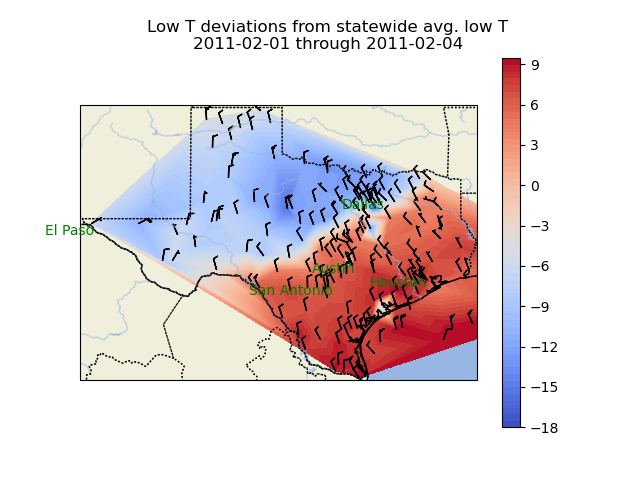 Low T deviations from statewide avg. low T
2011-02-01 through 2011-02-04
9
6
3
0
−3
−6
−9
−12
−15
−18
Dallas
El Paso
Austin
Houston
San Antonio